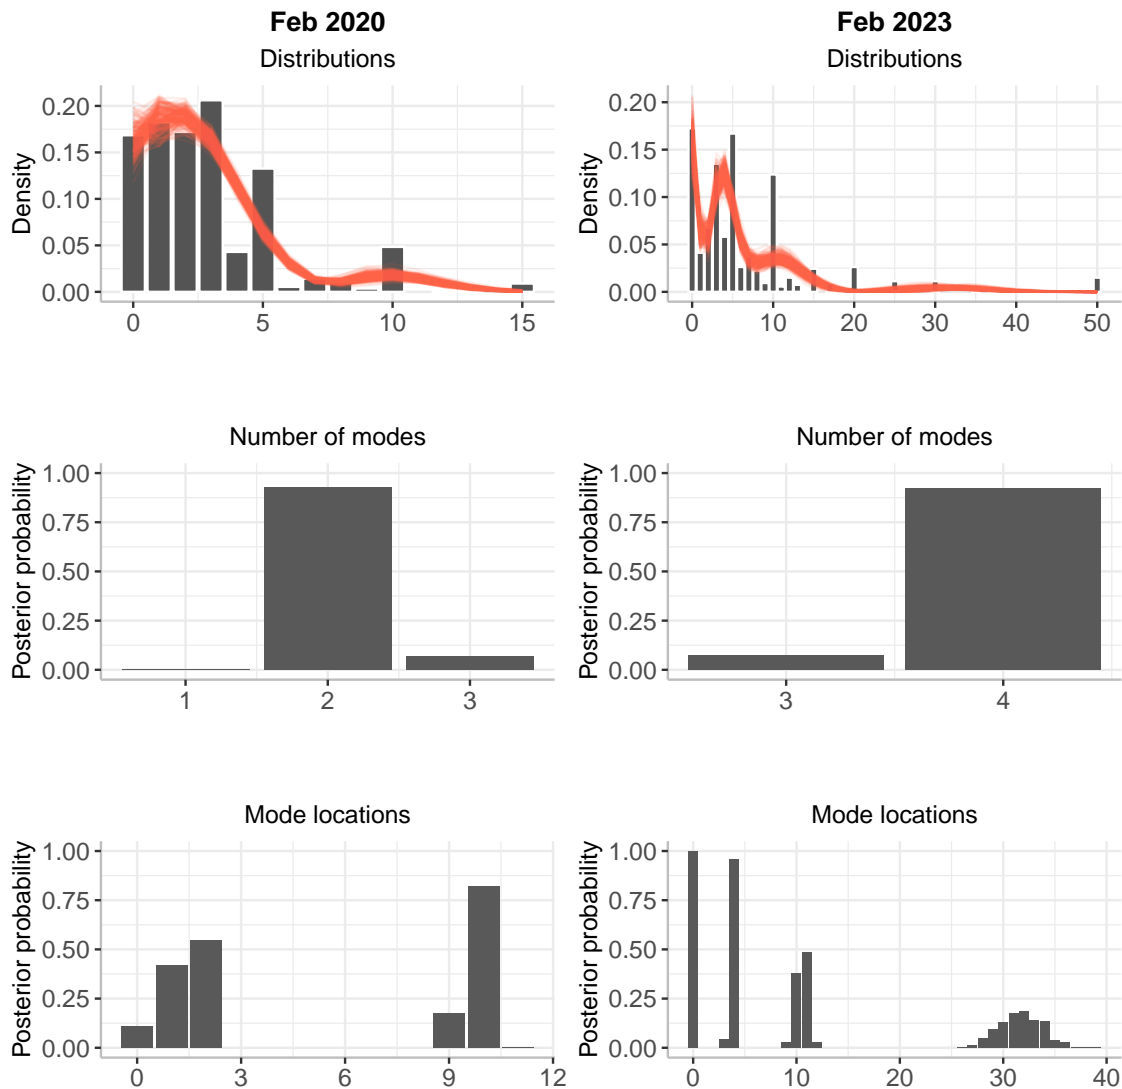 Feb 2020
Distributions
Density
0.20
0.15
0.10
0.05
0.00
0 5 10 15
Feb 2023
Distributions
Density
0.20
0.15
0.10
0.05
0.00
0 10 20 30 40 50
Number of modes
Posterior probability
1.00
0.75
0.50
0.25
0.00
1 2 3
Number of modes
Posterior probability
1.00
0.75
0.50
0.25
0.00
3 4
Mode locations
Posterior probability
1.00
0.75
0.50
0.25
0.00
0 3 6 9 12
Mode locations
Posterior probability
1.00
0.75
0.50
0.25
0.00
0 10 20 30 40